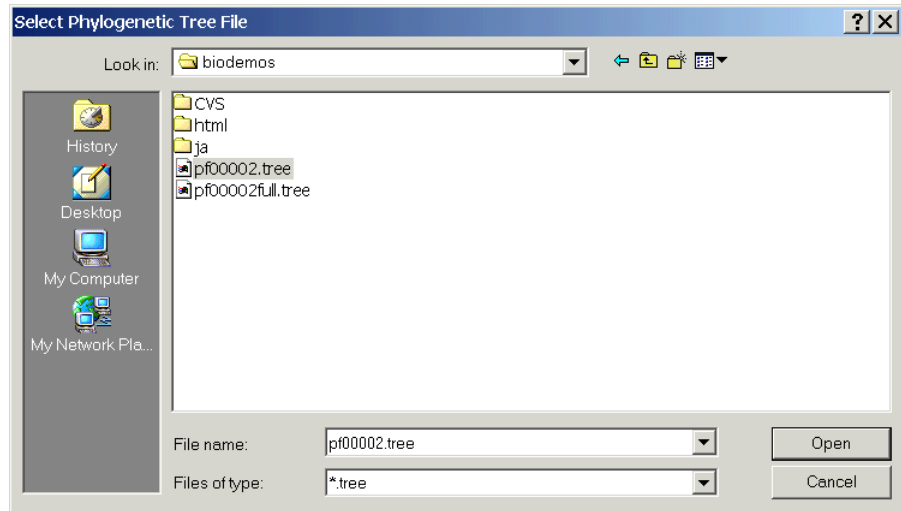 Select Phylogenetic Tree File
Look in: biodemos
History
Desktop
My Computer
My Network Pla...
CVS
html
ja
pf00002.tree
pf00002full.tree
File name: pf00002.tree Open
Files of type: *.tree Cancel